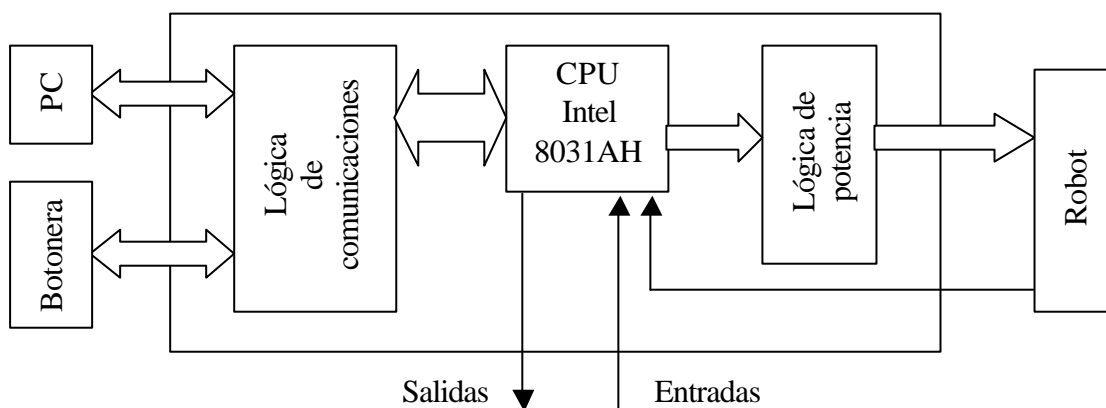 PC
Botonera
Lógica
de
comunicaciones
CPU
Intel
8031AH
Lógica de
potencia
Robot
Salidas
Entradas